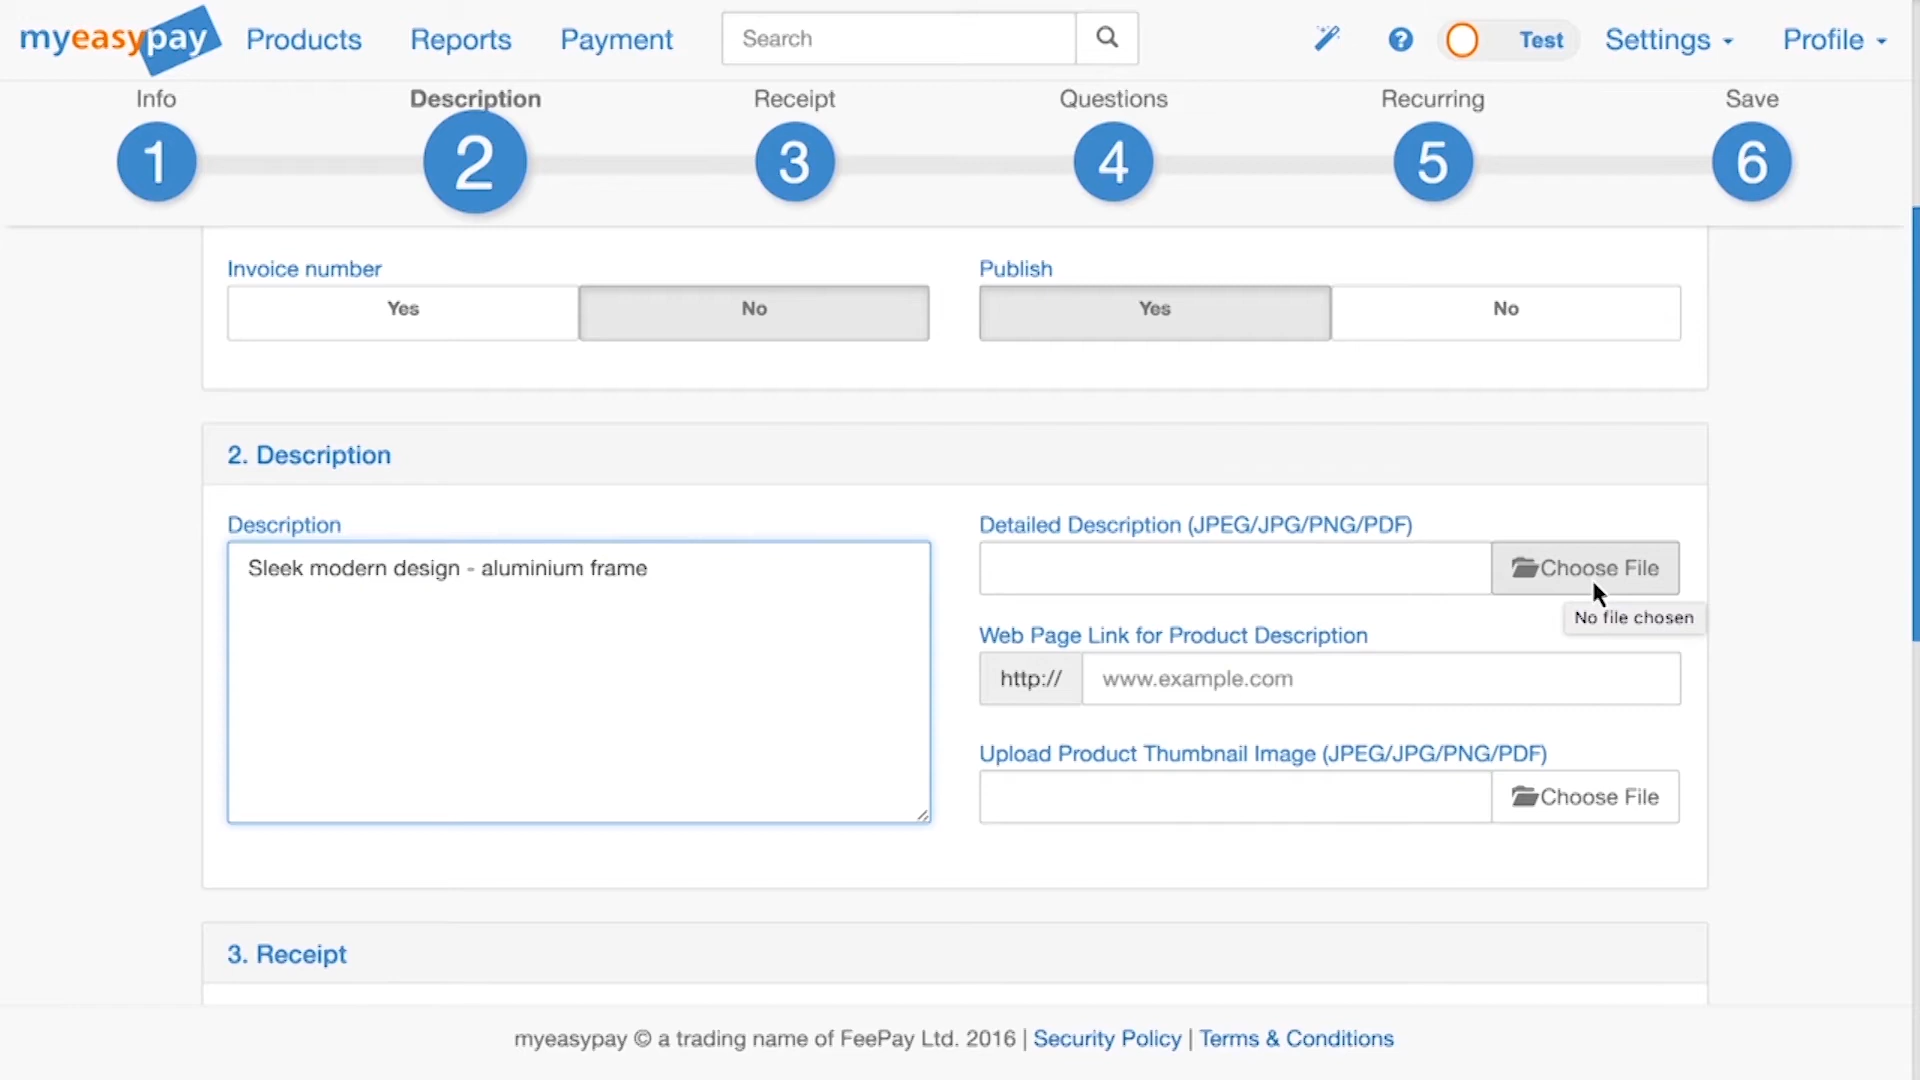 myeasypay Products Reports Payment Search Test Settings Profile
Info Description Receipt Questions Recurring Save
1 2 3 4 5 6
Invoice number Publish
Yes No Yes No
2. Description
Description Detailed Description (JPEG/JPG/PNG/PDF)
Sleek modern design - aluminium frame Choose File
No file chosen
Web Page Link for Product Description
http:// www.example.com
Upload Product Thumbnail Image (JPEG/JPG/PNG/PDF)
Choose File
3. Receipt
myeasypay © a trading name of FeePay Ltd. 2016 | Security Policy | Terms & Conditions